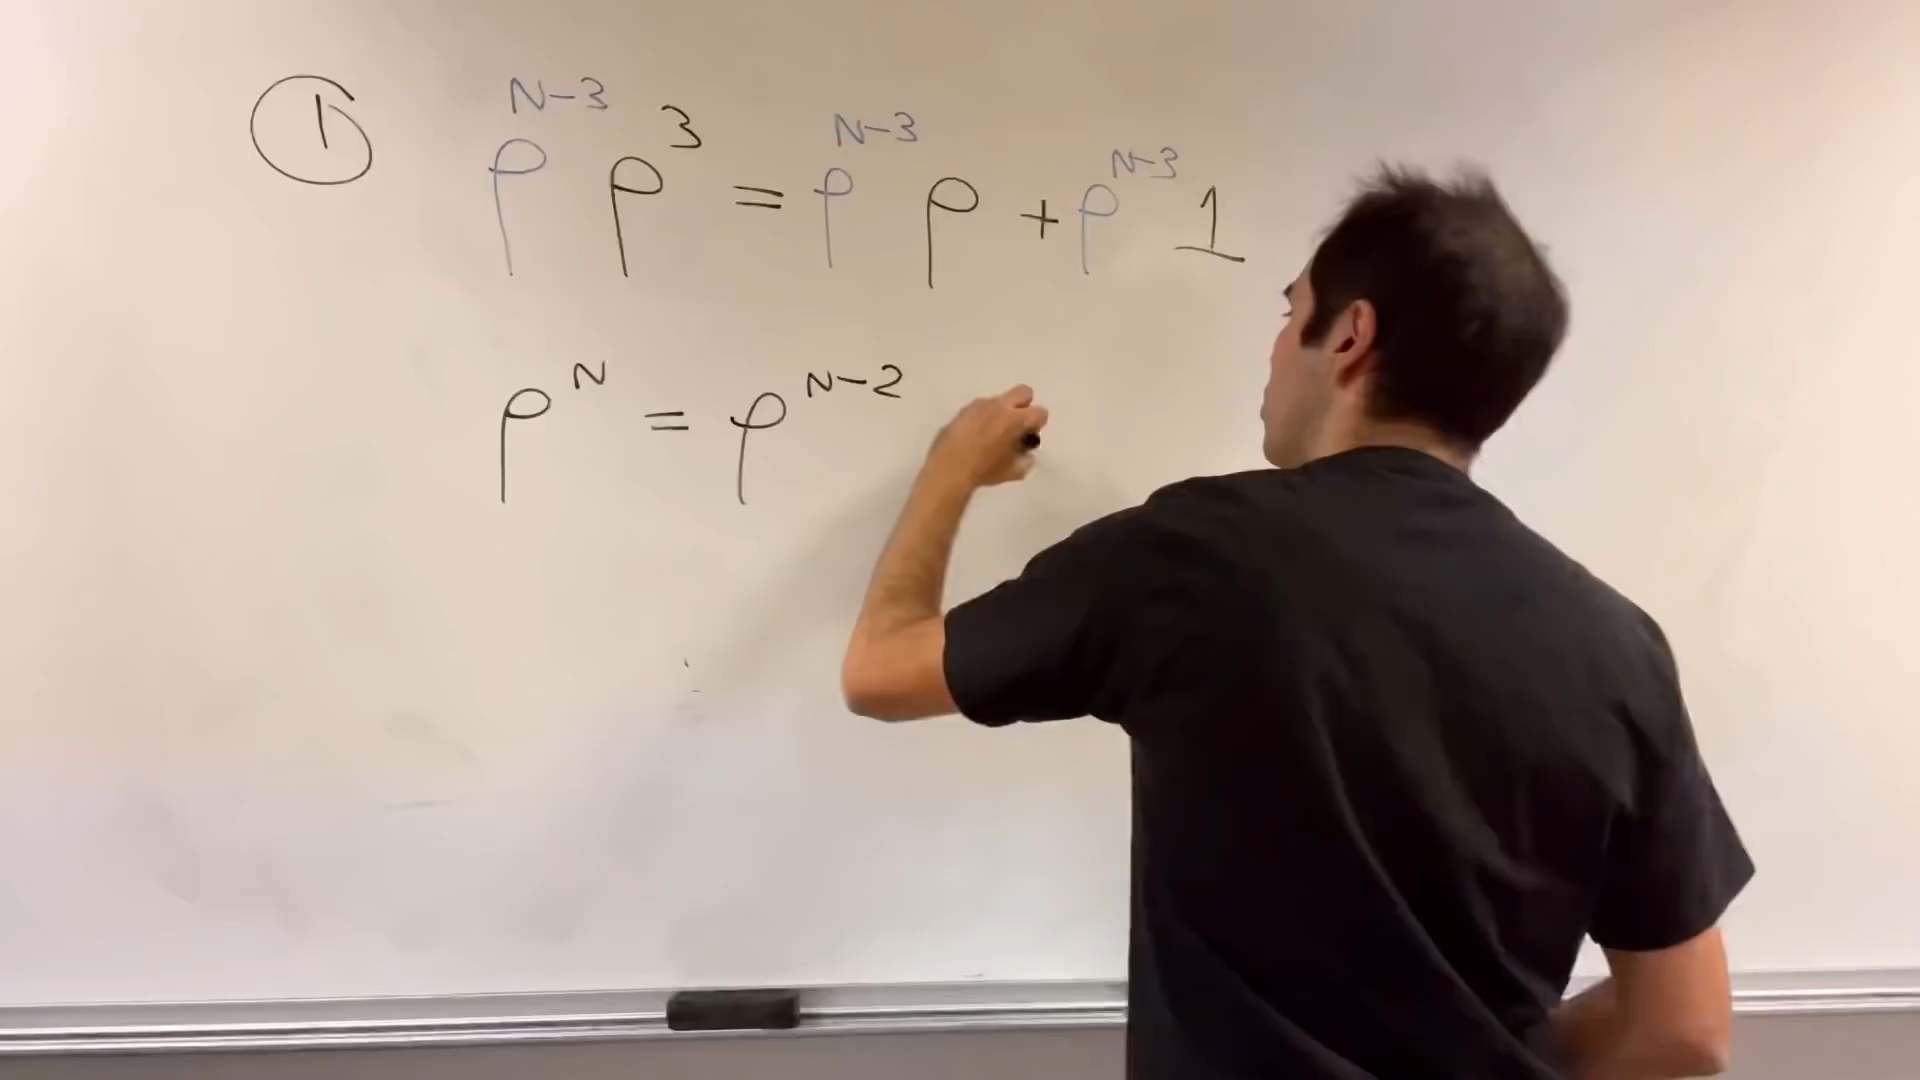 ① ρ^{N-3} ρ^3 = ρ^{N-3} ρ + ρ^{N-3} 1
ρ^N = ρ^{N-2}